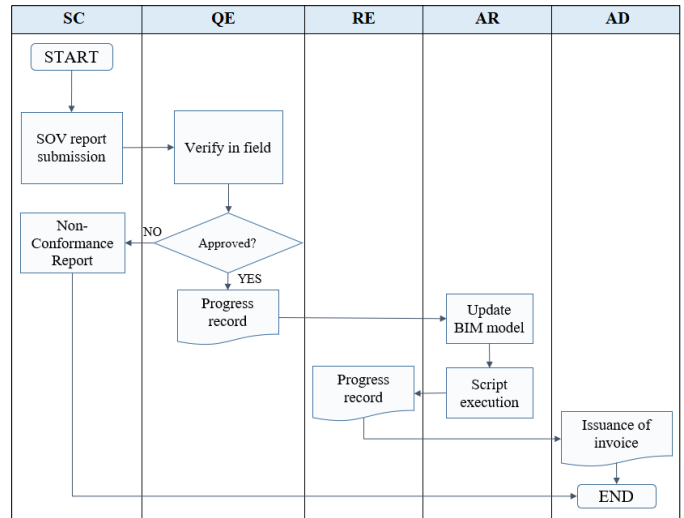 SC
QE
RE
AR
AD
START
SOV report
submission
Verify in field
Non-
Conformance
Report
NO
Approved?
YES
Progress
record
Update
BIM model
Progress
record
Script
execution
Issuance of
invoice
END